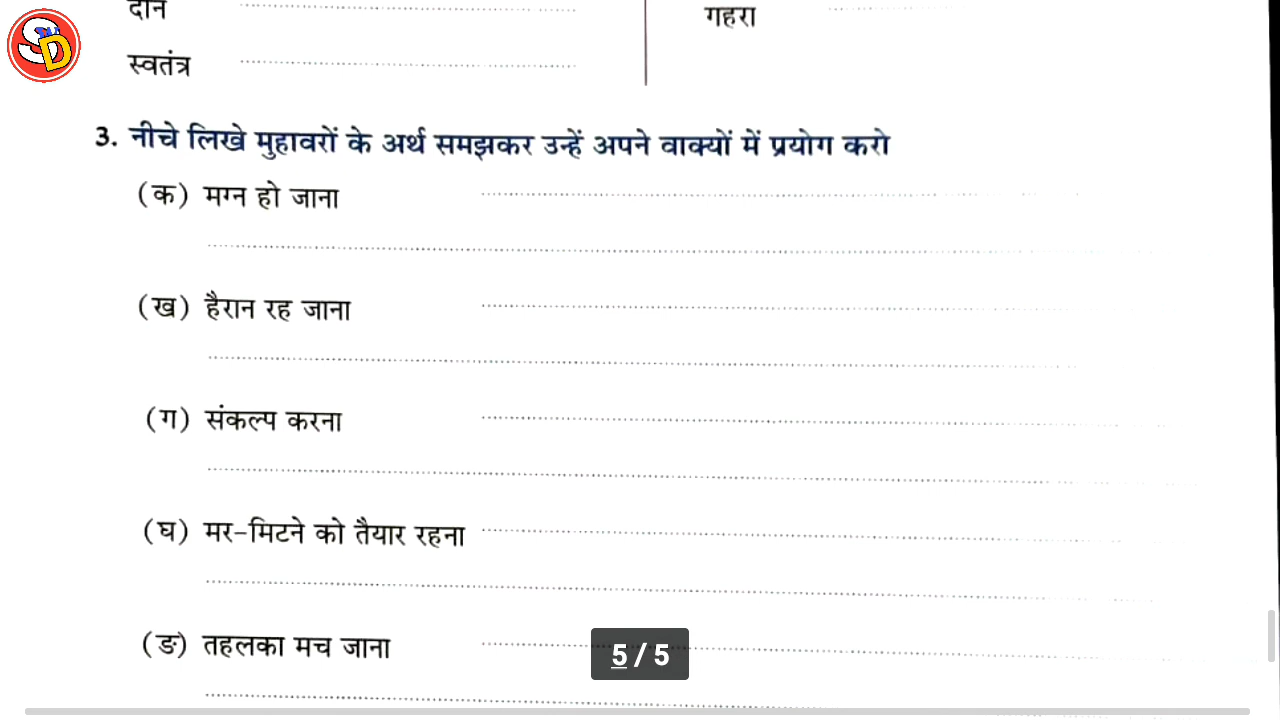 SD
दान
गहरा
स्वतंत्र
3. नीचे लिखे मुहावरों के अर्थ समझकर उन्हें अपने वाक्यों में प्रयोग करो
(क) मग्न हो जाना
(ख) हैरान रह जाना
(ग) संकल्प करना
(घ) मर-मिटने को तैयार रहना
(ङ) तहलका मच जाना
5 / 5